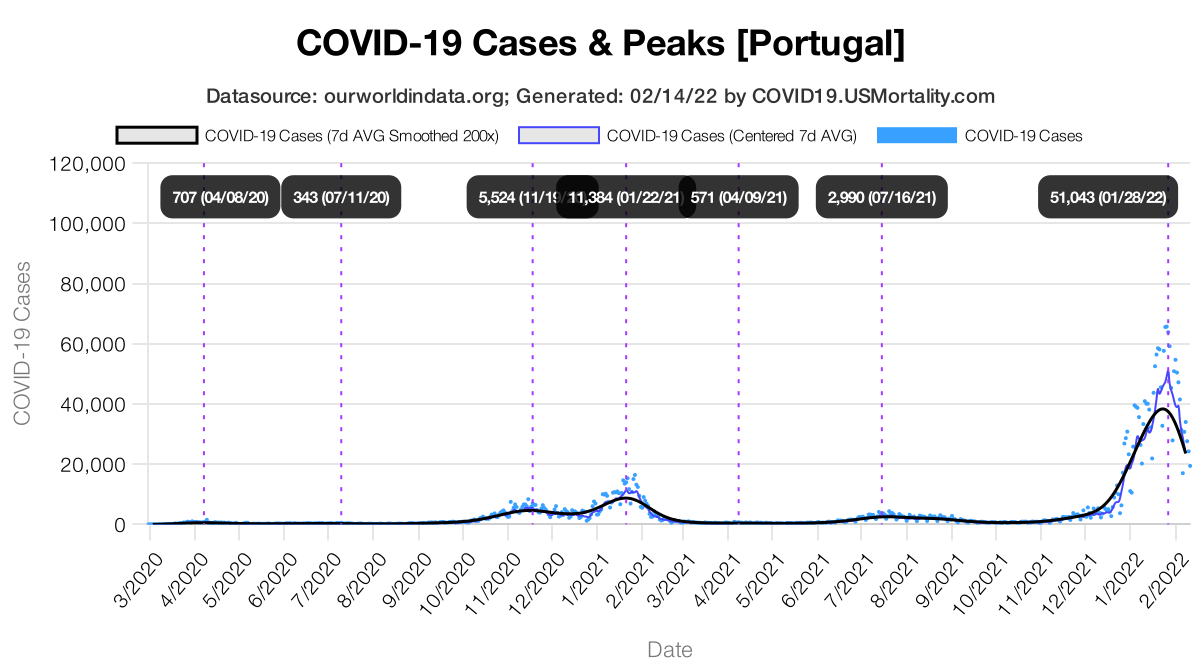 COVID-19 Cases & Peaks [Portugal]
Datasource: ourworldindata.org; Generated: 02/14/22 by COVID19.USMortality.com
COVID-19 Cases (7d AVG Smoothed 200x) COVID-19 Cases (Centered 7d AVG) COVID-19 Cases
120,000
100,000
80,000
60,000
40,000
20,000
0
COVID-19 Cases
707 (04/08/20) 343 (07/11/20) 5,524 (11/19 11,384 (01/22/21) 571 (04/09/21) 2,990 (07/16/21) 51,043 (01/28/22)
3/2020 4/2020 5/2020 6/2020 7/2020 8/2020 9/2020 10/2020 11/2020 12/2020 1/2021 2/2021 3/2021 4/2021 5/2021 6/2021 7/2021 8/2021 9/2021 10/2021 11/2021 12/2021 1/2022 2/2022
Date